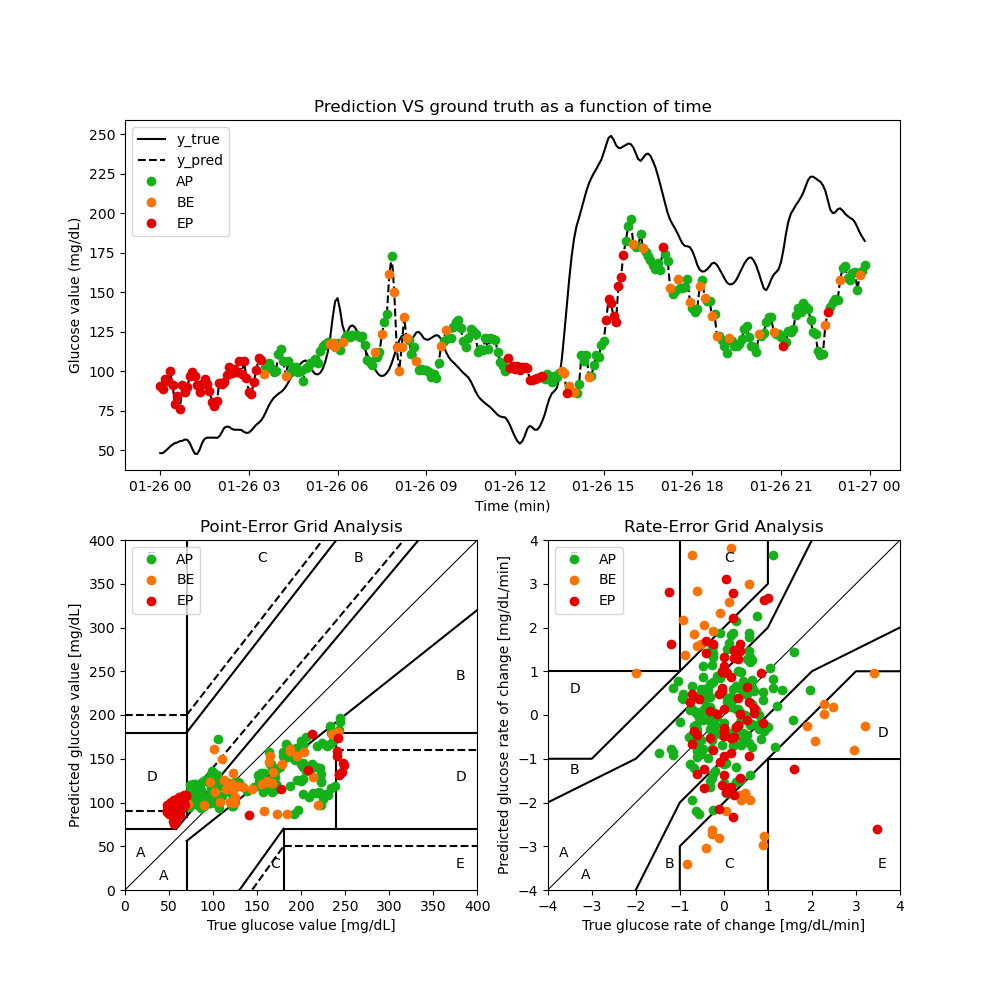 Prediction VS ground truth as a function of time
Glucose value (mg/dL)
250
225
200
175
150
125
100
75
50
y_true
y_pred
AP
BE
EP
01-26 00 01-26 03 01-26 06 01-26 09 01-26 12 01-26 15 01-26 18 01-26 21 01-27 00
Time (min)
Point-Error Grid Analysis
Predicted glucose value [mg/dL]
400
350
300
250
200
150
100
50
0
AP
BE
EP
C
B
B
D
D
A
A
C
E
0 50 100 150 200 250 300 350 400
True glucose value [mg/dL]
Rate-Error Grid Analysis
Predicted glucose rate of change [mg/dL/min]
4
3
2
1
0
−1
−2
−3
−4
AP
BE
EP
C
D
D
B
A
A
B
C
E
−4 −3 −2 −1 0 1 2 3 4
True glucose rate of change [mg/dL/min]